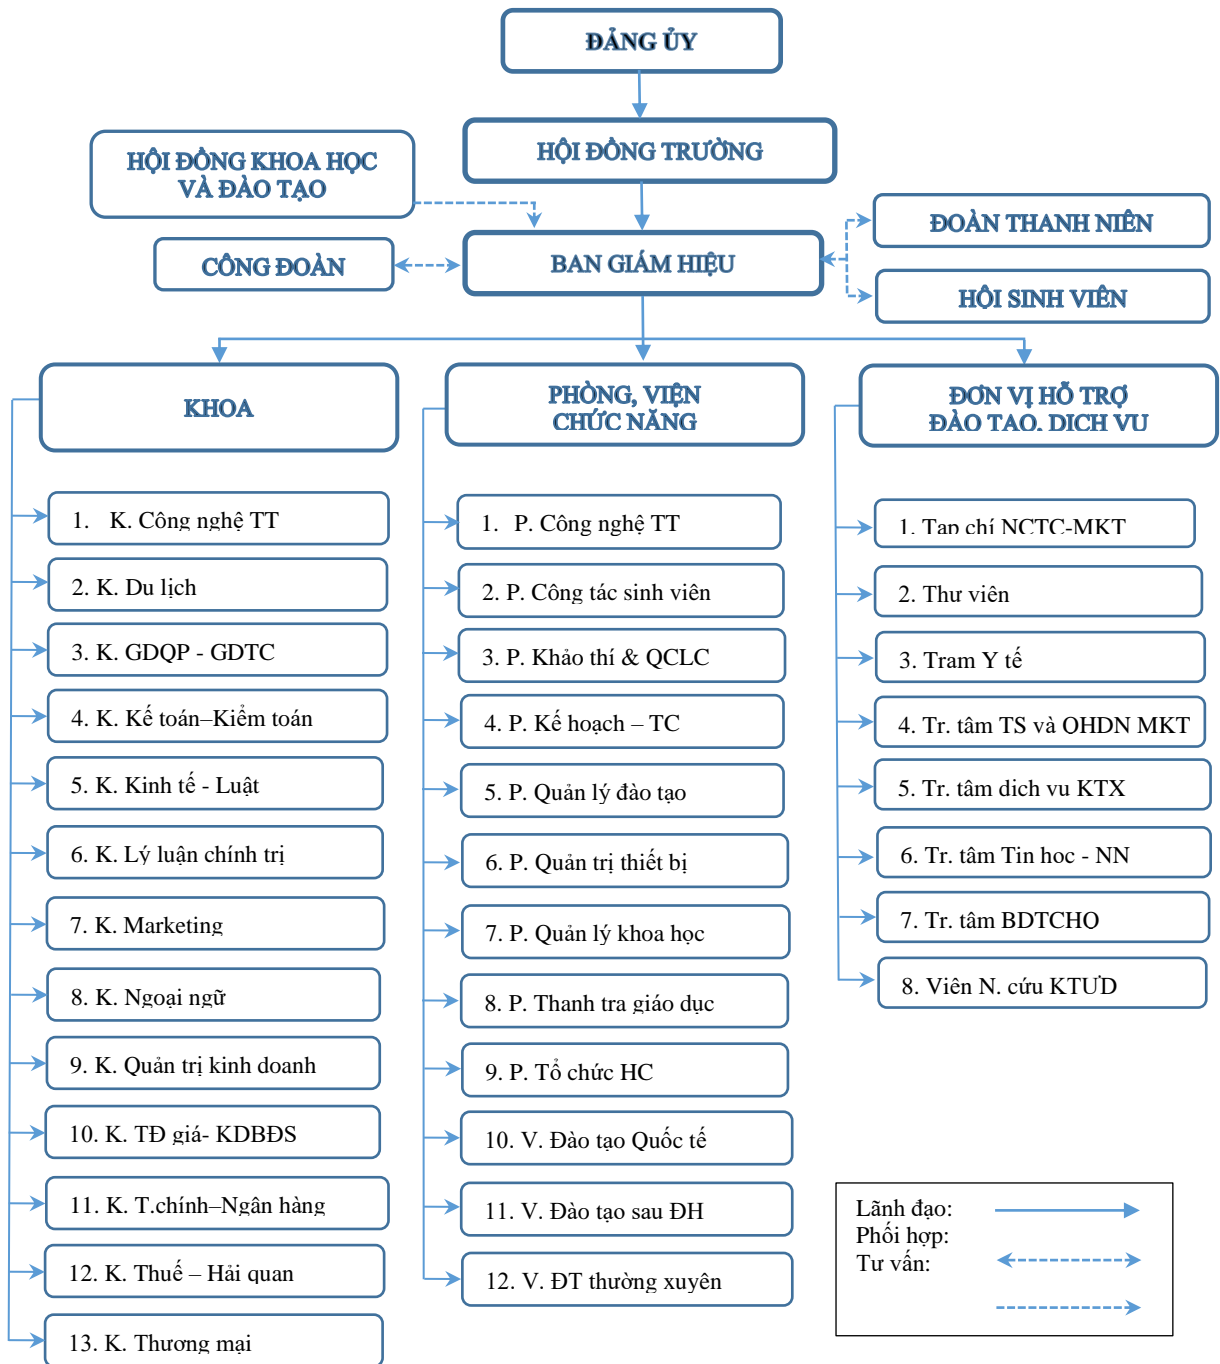 ĐẢNG ỦY
HỘI ĐỒNG TRƯỜNG
HỘI ĐỒNG KHOA HỌC
VÀ ĐÀO TẠO
ĐOÀN THANH NIÊN
CÔNG ĐOÀN
BAN GIÁM HIỆU
HỘI SINH VIÊN
KHOA
PHÒNG, VIỆN
CHỨC NĂNG
ĐƠN VỊ HỖ TRỢ
ĐÀO TẠO, DỊCH VỤ
1. K. Công nghệ TT
2. K. Du lịch
3. K. GDQP - GDTC
4. K. Kế toán–Kiểm toán
5. K. Kinh tế - Luật
6. K. Lý luận chính trị
7. K. Marketing
8. K. Ngoại ngữ
9. K. Quản trị kinh doanh
10. K. TĐ giá- KDBĐS
11. K. T.chính–Ngân hàng
12. K. Thuế – Hải quan
13. K. Thương mại
1. P. Công nghệ TT
2. P. Công tác sinh viên
3. P. Khảo thí & QCLC
4. P. Kế hoạch – TC
5. P. Quản lý đào tạo
6. P. Quản trị thiết bị
7. P. Quản lý khoa học
8. P. Thanh tra giáo dục
9. P. Tổ chức HC
10. V. Đào tạo Quốc tế
11. V. Đào tạo sau ĐH
12. V. ĐT thường xuyên
1. Tạp chí NCTC-MKT
2. Thư viện
3. Trạm Y tế
4. Tr. tâm TS và QHDN MKT
5. Tr. tâm dịch vụ KTX
6. Tr. tâm Tin học - NN
7. Tr. tâm BDTCHQ
8. Viện N. cứu KTƯD
Lãnh đạo:
Phối hợp:
Tư vấn: